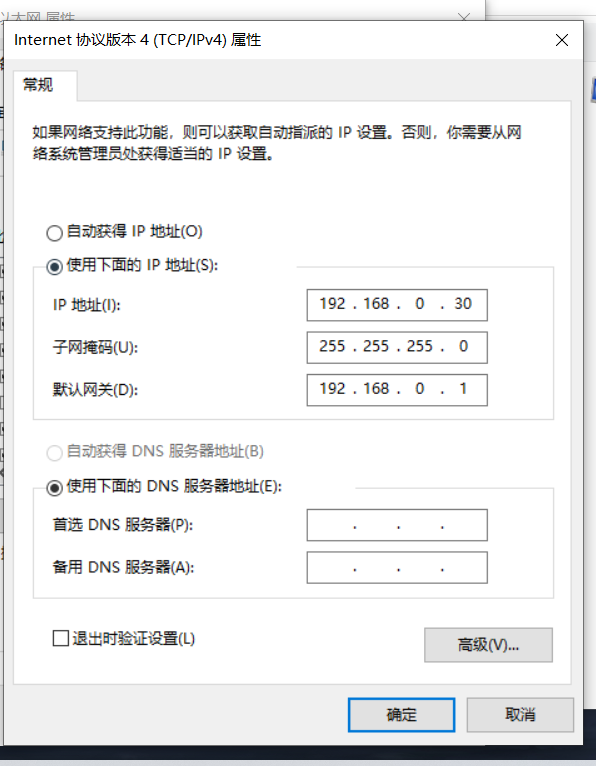 以太网 属性
Internet 协议版本 4 (TCP/IPv4) 属性
常规
如果网络支持此功能，则可以获取自动指派的 IP 设置。否则，你需要从网
络系统管理员处获得适当的 IP 设置。
自动获得 IP 地址(O)
使用下面的 IP 地址(S):
IP 地址(I):
192 . 168 . 0 . 30
子网掩码(U):
255 . 255 . 255 . 0
默认网关(D):
192 . 168 . 0 . 1
自动获得 DNS 服务器地址(B)
使用下面的 DNS 服务器地址(E):
首选 DNS 服务器(P):
. . .
备用 DNS 服务器(A):
. . .
退出时验证设置(L)
高级(V)...
确定
取消